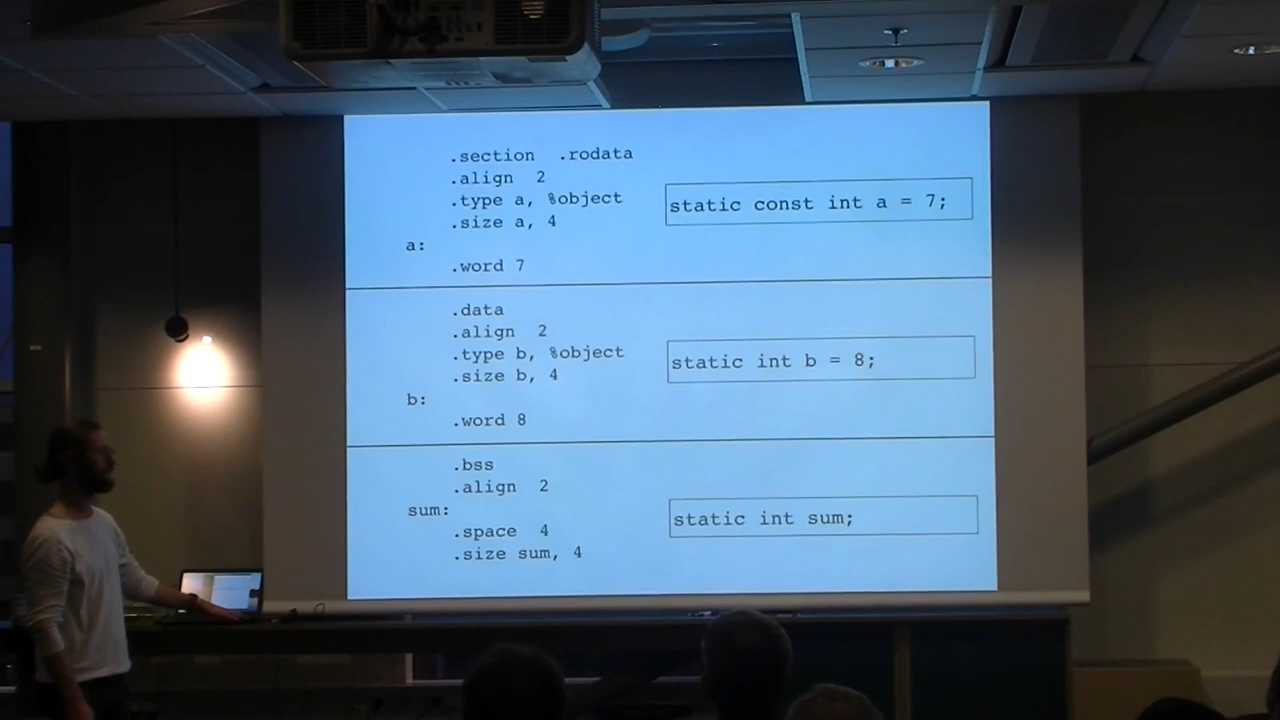 .section .rodata
.align 2
.type a, %object
.size a, 4
a:
.word 7
static const int a = 7;
.data
.align 2
.type b, %object
.size b, 4
b:
.word 8
static int b = 8;
.bss
.align 2
sum:
.space 4
.size sum, 4
static int sum;